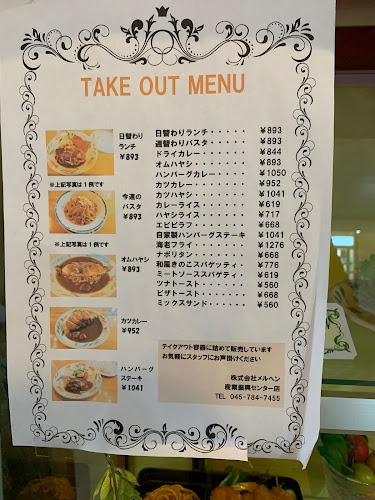 TAKE OUT MENU
日替わり
ランチ
¥893
※上記写真は1例です
今週の
パスタ
¥893
※上記写真は1例です
オムハヤシ
¥893
カツカレー
¥952
ハンバーグ
ステーキ
¥1041
日替わりランチ・・・・・・ ¥893
週替わりパスタ・・・・・・ ¥893
ドライカレー・・・・・・・ ¥844
オムハヤシ・・・・・・・・ ¥893
ハンバーグカレー・・・・・ ¥1050
カツカレー・・・・・・・・ ¥952
カツハヤシ・・・・・・・・ ¥1041
カレーライス・・・・・・・ ¥619
ハヤシライス・・・・・・・ ¥717
エビピラフ・・・・・・・・ ¥668
自家製ハンバーグステーキ ¥1041
海老フライ・・・・・・・・ ¥1276
ナポリタン・・・・・・・・ ¥668
和風きのこスパゲティ・・・ ¥776
ミートソーススパゲティ・・ ¥619
ツナトースト・・・・・・・ ¥560
ピザトースト・・・・・・・ ¥668
ミックスサンド・・・・・・ ¥560
テイクアウト容器に詰めて販売しています
お気軽にスタッフにお声掛けください
株式会社メルヘン
産業振興センター店
TEL 045-784-7455